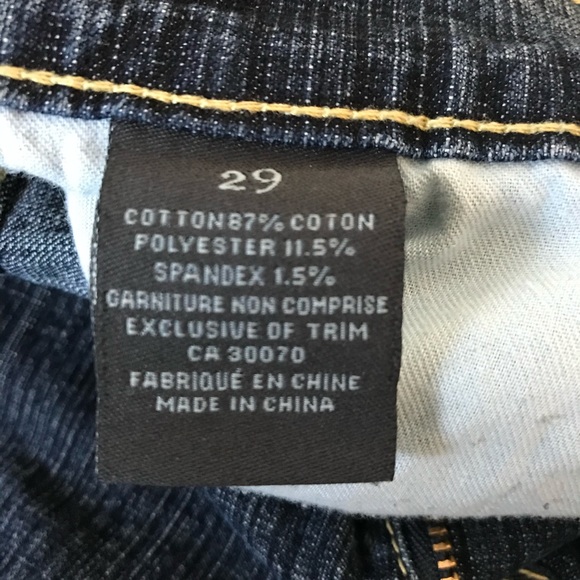 29
COTTON87% COTON
POLYESTER 11.5%
SPANDEX 1.5%
GARNITURE NON COMPRISE
EXCLUSIVE OF TRIM
CA 30070
FABRIQUÉ EN CHINE
MADE IN CHINA